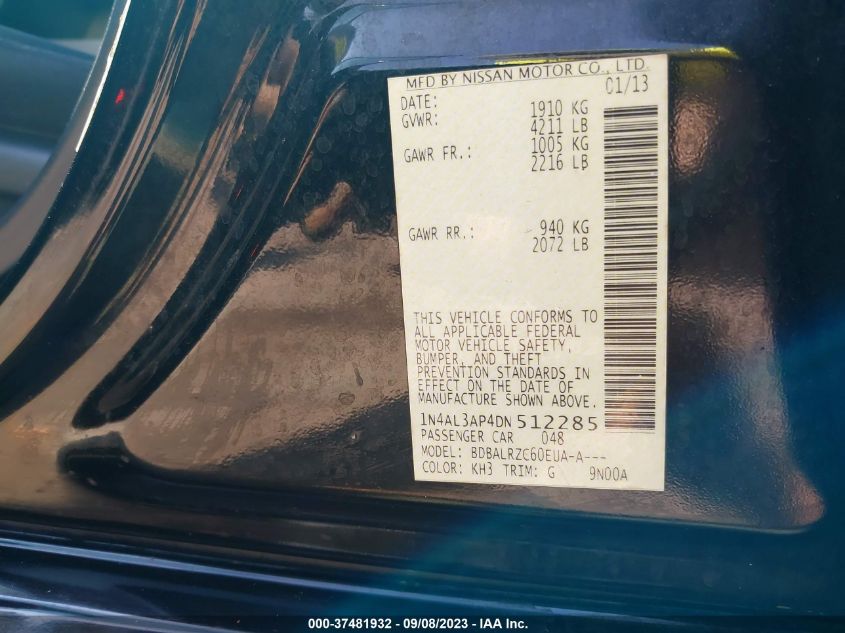 MFD BY NISSAN MOTOR CO., LTD.
DATE: 01/13
GVWR: 1910 KG
4211 LB
GAWR FR.: 1005 KG
2216 LB
GAWR RR.: 940 KG
2072 LB
THIS VEHICLE CONFORMS TO
ALL APPLICABLE FEDERAL
MOTOR VEHICLE SAFETY,
BUMPER, AND THEFT
PREVENTION STANDARDS IN
EFFECT ON THE DATE OF
MANUFACTURE SHOWN ABOVE.
1N4AL3AP4DN 512285
PASSENGER CAR 048
MODEL: BDBALRZC60EUA-A---
COLOR: KH3 TRIM: G 9N00A
000-37481932 - 09/08/2023 - IAA Inc.